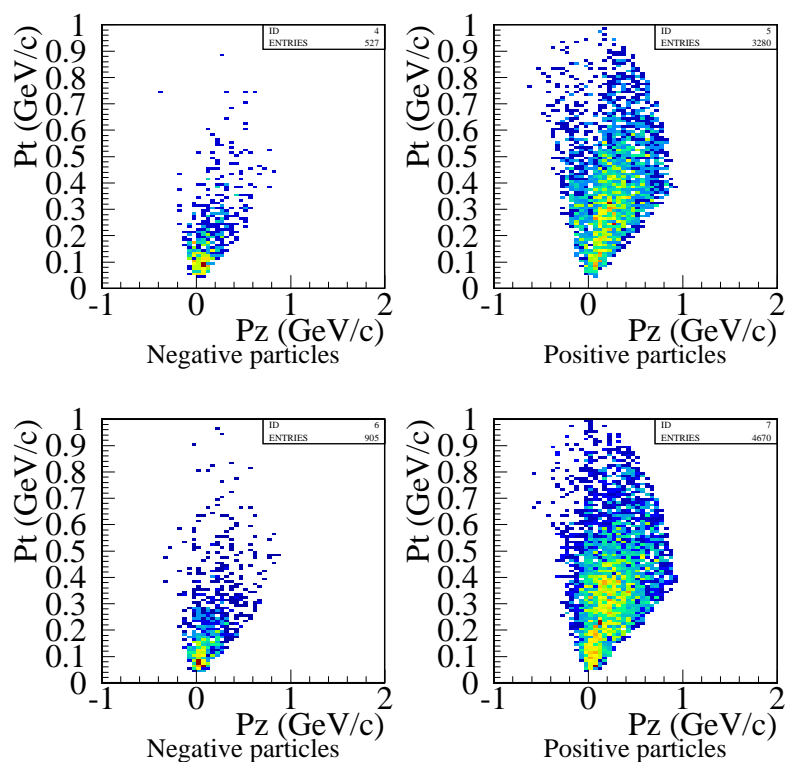 ID 4
ENTRIES 527
Pt (GeV/c)
1
0.9
0.8
0.7
0.6
0.5
0.4
0.3
0.2
0.1
0
-1 0 1 2
Pz (GeV/c)
Negative particles
ID 5
ENTRIES 3280
Pt (GeV/c)
1
0.9
0.8
0.7
0.6
0.5
0.4
0.3
0.2
0.1
0
-1 0 1 2
Pz (GeV/c)
Positive particles
ID 6
ENTRIES 905
Pt (GeV/c)
1
0.9
0.8
0.7
0.6
0.5
0.4
0.3
0.2
0.1
0
-1 0 1 2
Pz (GeV/c)
Negative particles
ID 7
ENTRIES 4670
Pt (GeV/c)
1
0.9
0.8
0.7
0.6
0.5
0.4
0.3
0.2
0.1
0
-1 0 1 2
Pz (GeV/c)
Positive particles